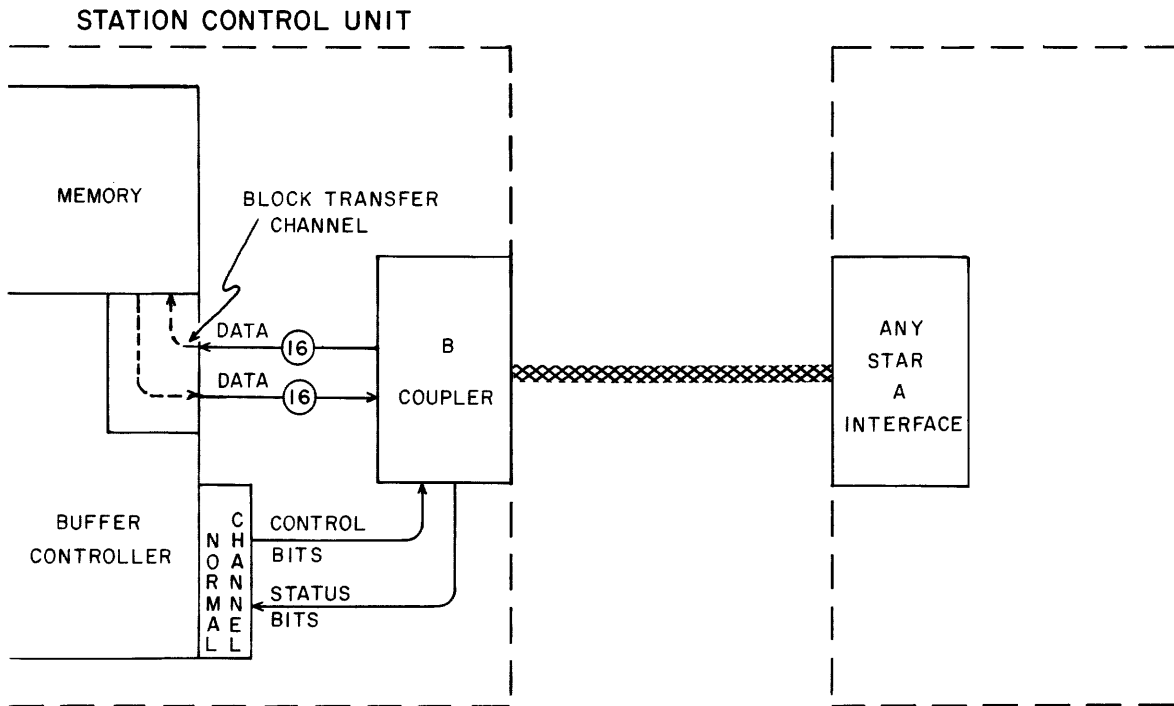 STATION CONTROL UNIT
MEMORY
BLOCK TRANSFER
CHANNEL
DATA
16
DATA
16
B
COUPLER
ANY
STAR
A
INTERFACE
BUFFER
CONTROLLER
NORMAL
CHANNEL
CONTROL
BITS
STATUS
BITS